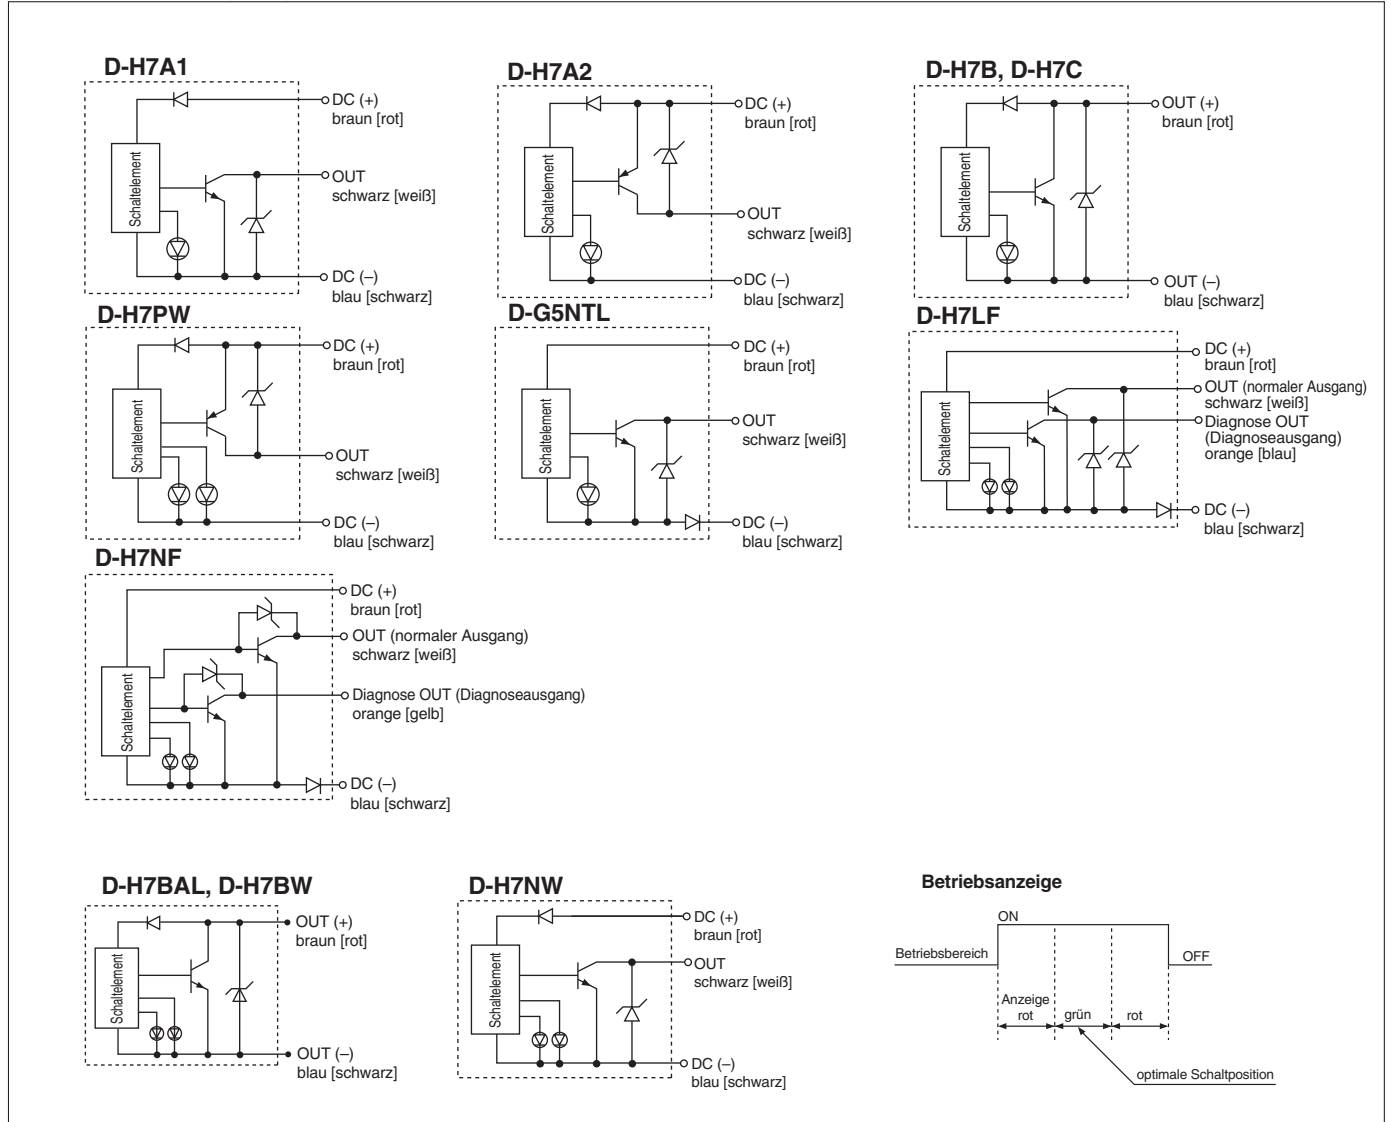 D-H7A1
DC (+)
braun [rot]
Schaltelement
OUT
schwarz [weiß]
DC (–)
blau [schwarz]
D-H7A2
DC (+)
braun [rot]
Schaltelement
OUT
schwarz [weiß]
DC (–)
blau [schwarz]
D-H7B, D-H7C
OUT (+)
braun [rot]
Schaltelement
OUT (–)
blau [schwarz]
D-H7PW
DC (+)
braun [rot]
Schaltelement
OUT
schwarz [weiß]
DC (–)
blau [schwarz]
D-G5NTL
DC (+)
braun [rot]
Schaltelement
OUT
schwarz [weiß]
DC (–)
blau [schwarz]
D-H7LF
DC (+)
braun [rot]
Schaltelement
OUT (normaler Ausgang)
schwarz [weiß]
Diagnose OUT
(Diagnoseausgang)
orange [blau]
DC (–)
blau [schwarz]
D-H7NF
DC (+)
braun [rot]
OUT (normaler Ausgang)
schwarz [weiß]
Schaltelement
Diagnose OUT (Diagnoseausgang)
orange [gelb]
DC (–)
blau [schwarz]
D-H7BAL, D-H7BW
OUT (+)
braun [rot]
Schaltelement
OUT (–)
blau [schwarz]
D-H7NW
DC (+)
braun [rot]
Schaltelement
OUT
schwarz [weiß]
DC (–)
blau [schwarz]
Betriebsanzeige
ON
Betriebsbereich
OFF
Anzeige
rot
grün
rot
optimale Schaltposition